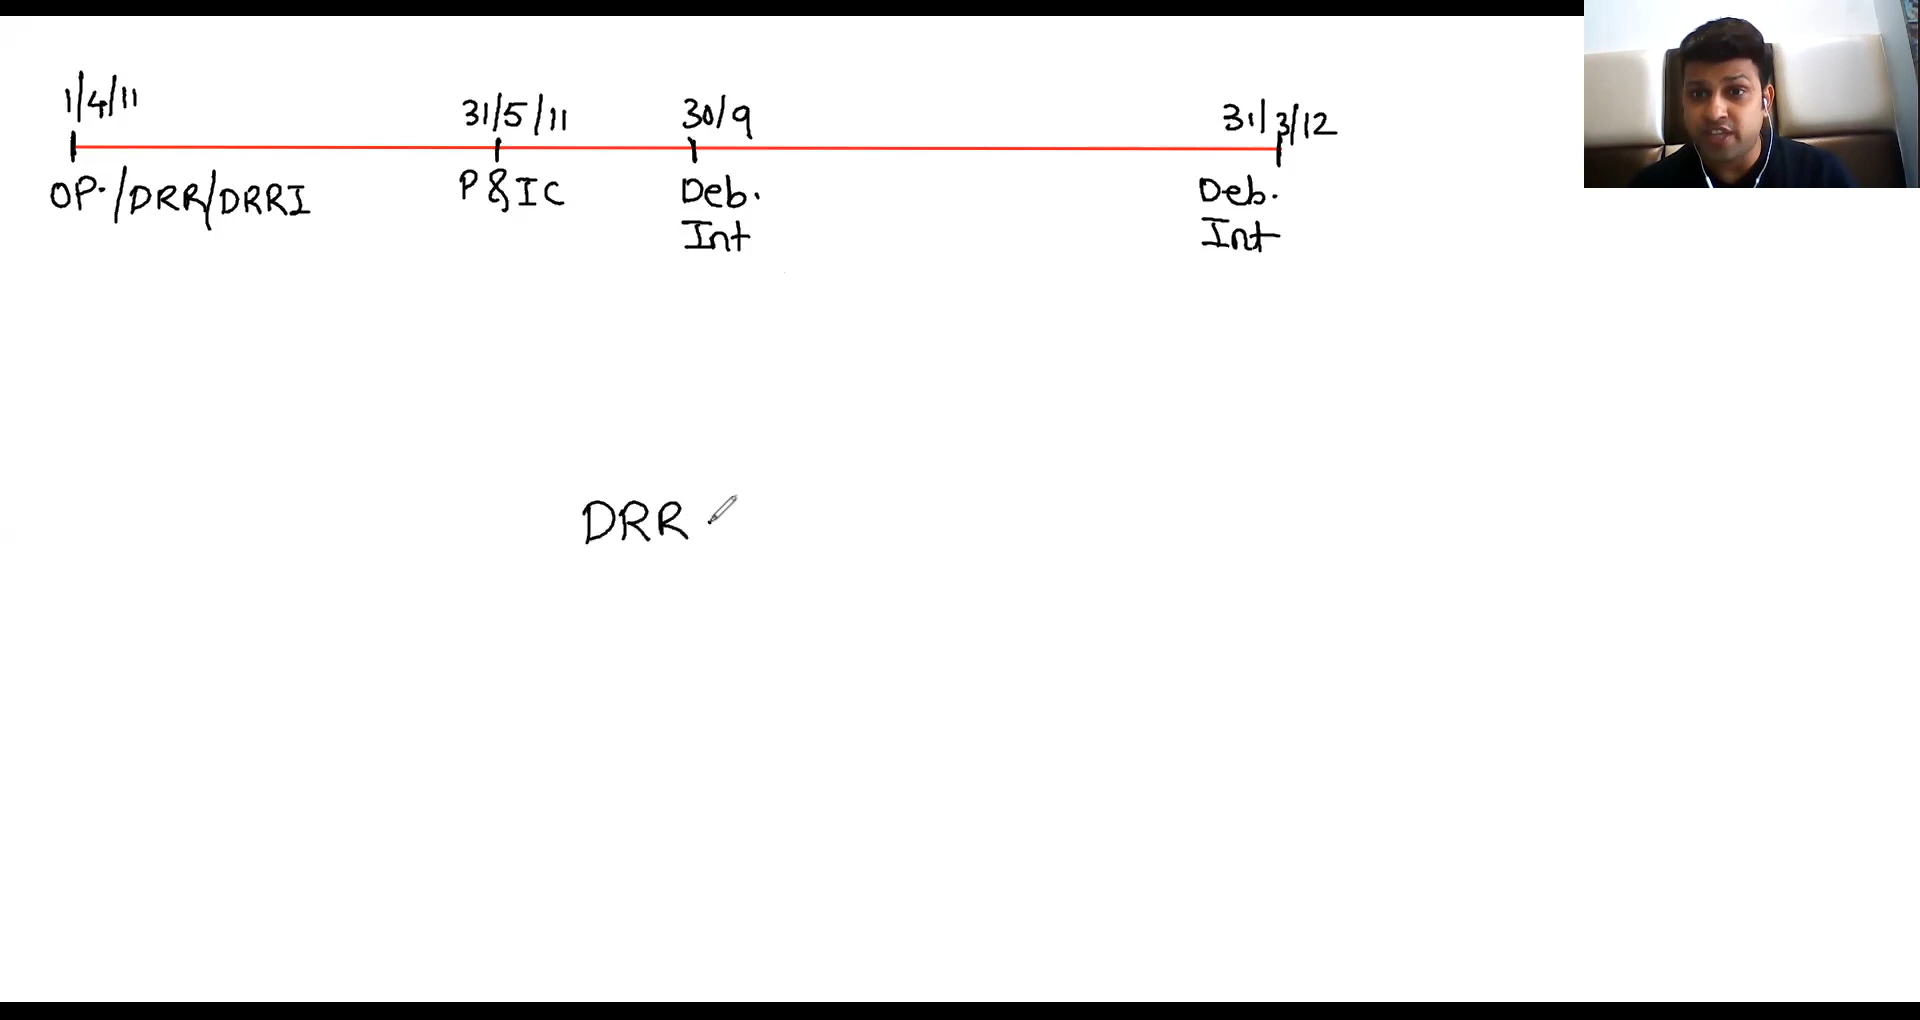 1/4/11 31/5/11 30/9 31/3/12
OP./DRR/DRRI P & IC Deb. Deb.
Int Int
DRR